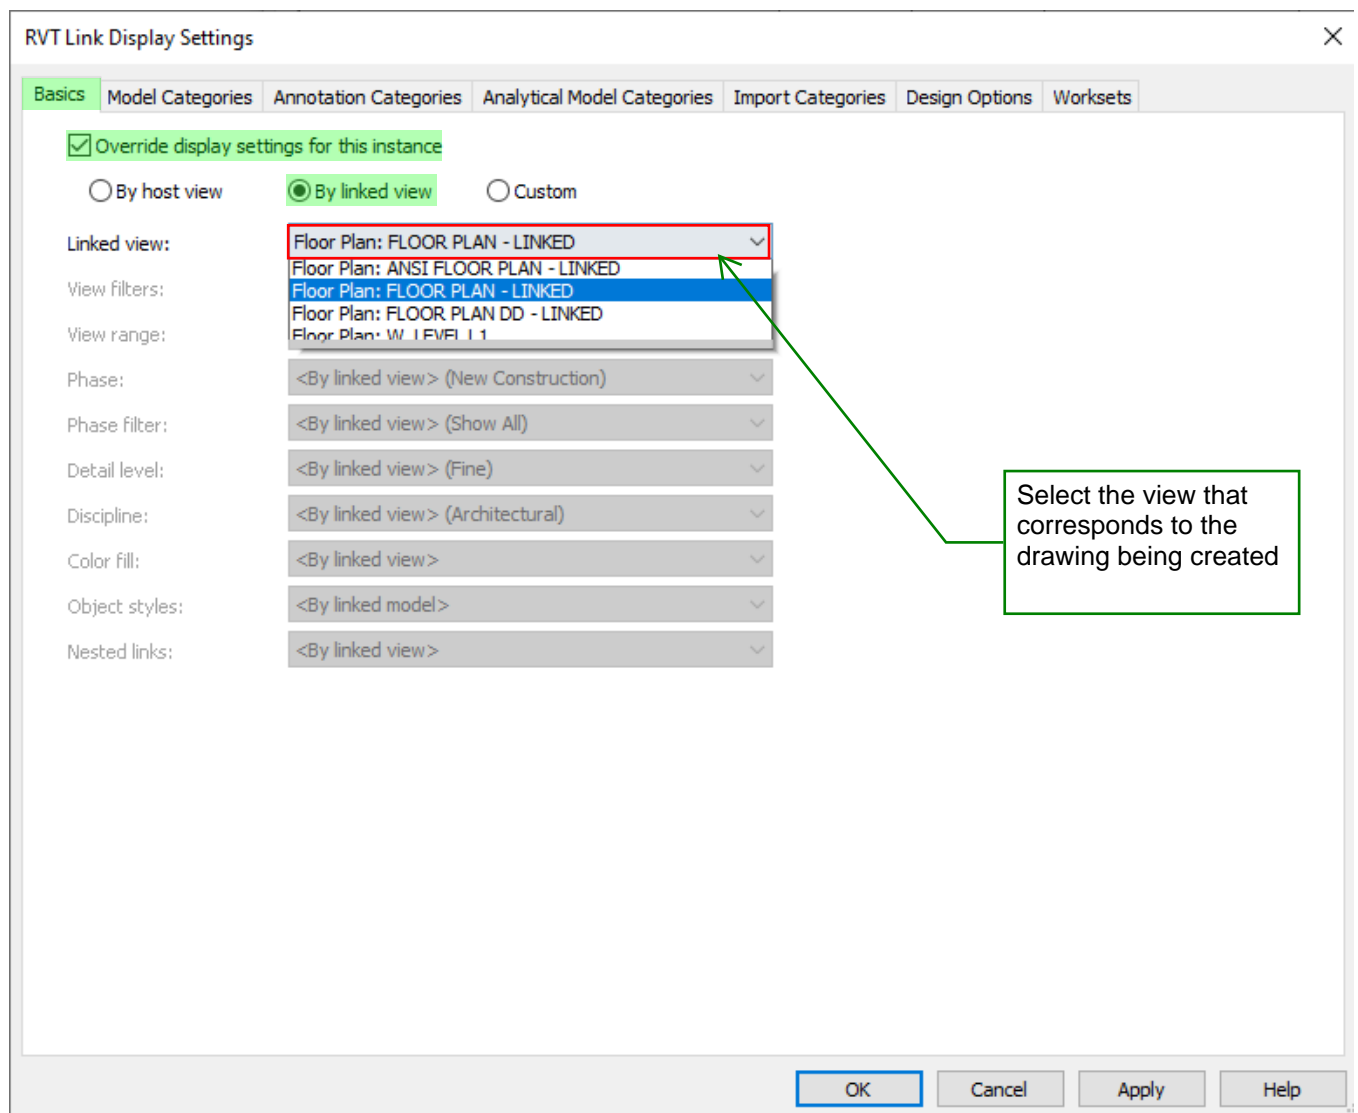 RVT Link Display Settings
Basics Model Categories Annotation Categories Analytical Model Categories Import Categories Design Options Worksets
Override display settings for this instance
By host view By linked view Custom
Linked view: Floor Plan: FLOOR PLAN - LINKED
Floor Plan: ANSI FLOOR PLAN - LINKED
View filters: Floor Plan: FLOOR PLAN - LINKED
Floor Plan: FLOOR PLAN DD - LINKED
View range: Floor Plan: W. LEVEL L1
Phase: <By linked view> (New Construction)
Phase filter: <By linked view> (Show All)
Detail level: <By linked view> (Fine)
Discipline: <By linked view> (Architectural)
Color fill: <By linked view>
Object styles: <By linked model>
Nested links: <By linked view>
Select the view that
corresponds to the
drawing being created
OK Cancel Apply Help